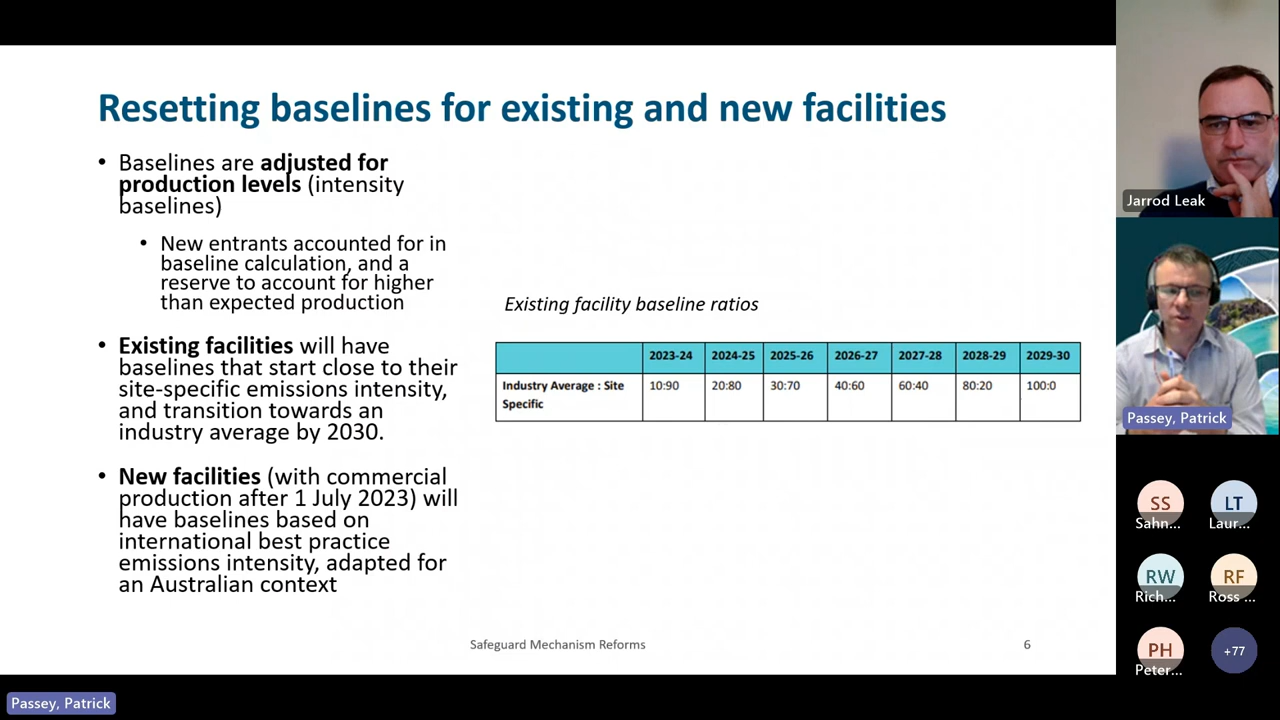 Resetting baselines for existing and new facilities
• Baselines are adjusted for
production levels (intensity
baselines)
• New entrants accounted for in
baseline calculation, and a
reserve to account for higher
than expected production
• Existing facilities will have
baselines that start close to their
site-specific emissions intensity,
and transition towards an
industry average by 2030.
• New facilities (with commercial
production after 1 July 2023) will
have baselines based on
international best practice
emissions intensity, adapted for
an Australian context
Existing facility baseline ratios
2023-24 2024-25 2025-26 2026-27 2027-28 2028-29 2029-30
Industry Average : Site
Specific
10:90 20:80 30:70 40:60 60:40 80:20 100:0
Safeguard Mechanism Reforms
6
Jarrod Leak
Passey, Patrick
SS LT
Sahn... Laur...
RW RF
Rich... Ross ...
PH +77
Peter...
Passey, Patrick